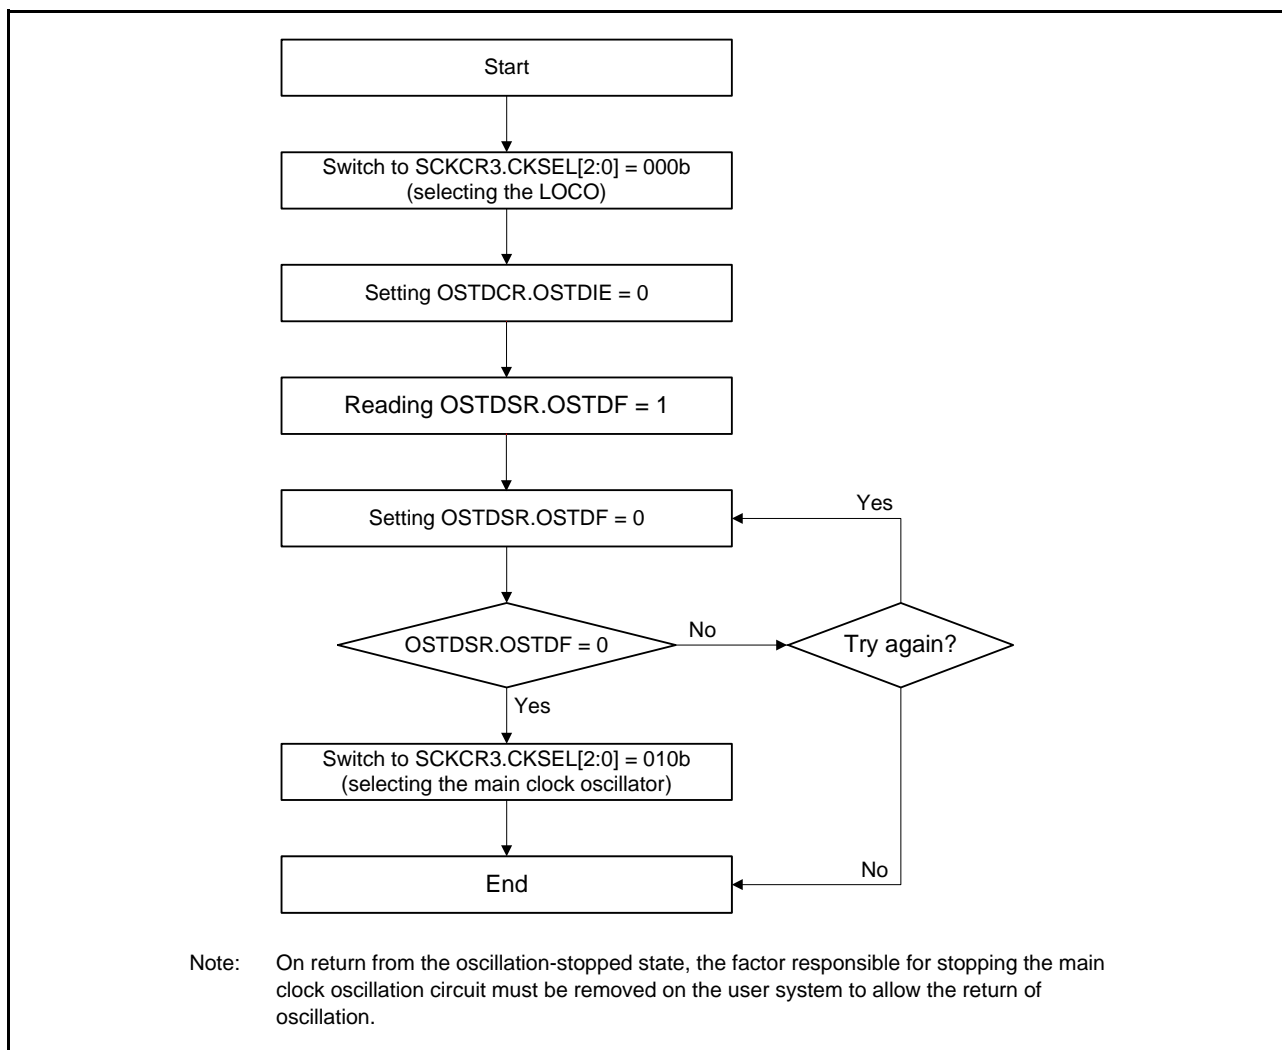 Start
Switch to SCKCR3.CKSEL[2:0] = 000b
(selecting the LOCO)
Setting OSTDCR.OSTDIE = 0
Reading OSTDSR.OSTDF = 1
Setting OSTDSR.OSTDF = 0
Yes
OSTDSR.OSTDF = 0
No
Try again?
Yes
Switch to SCKCR3.CKSEL[2:0] = 010b
(selecting the main clock oscillator)
No
End
Note: On return from the oscillation-stopped state, the factor responsible for stopping the main
clock oscillation circuit must be removed on the user system to allow the return of
oscillation.